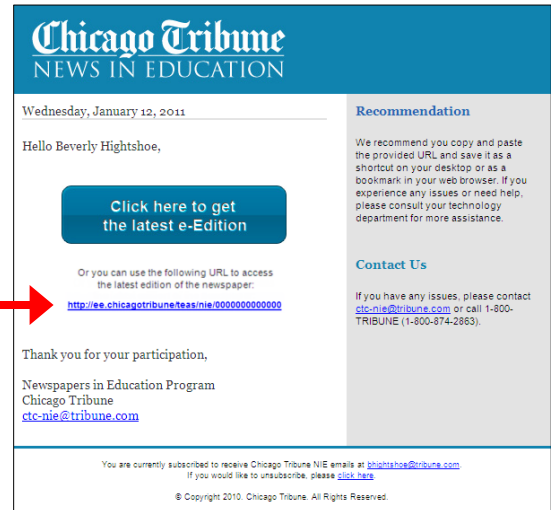 Chicago Tribune
NEWS IN EDUCATION
Wednesday, January 12, 2011
Hello Beverly Hightshoe,
Click here to get
the latest e-Edition
Or you can use the following URL to access
the latest edition of the newspaper:
http://ee.chicagotribune/teas/nie/0000000000000
Thank you for your participation,
Newspapers in Education Program
Chicago Tribune
ctc-nie@tribune.com
Recommendation
We recommend you copy and paste
the provided URL and save it as a
shortcut on your desktop or as a
bookmark in your web browser. If you
experience any issues or need help,
please consult your technology
department for more assistance.
Contact Us
If you have any issues, please contact
ctc-nie@tribune.com or call 1-800-
TRIBUNE (1-800-874-2863).
You are currently subscribed to receive Chicago Tribune NIE emails at bhightshoe@tribune.com.
If you would like to unsubscribe, please click here.
© Copyright 2010. Chicago Tribune. All Rights Reserved.